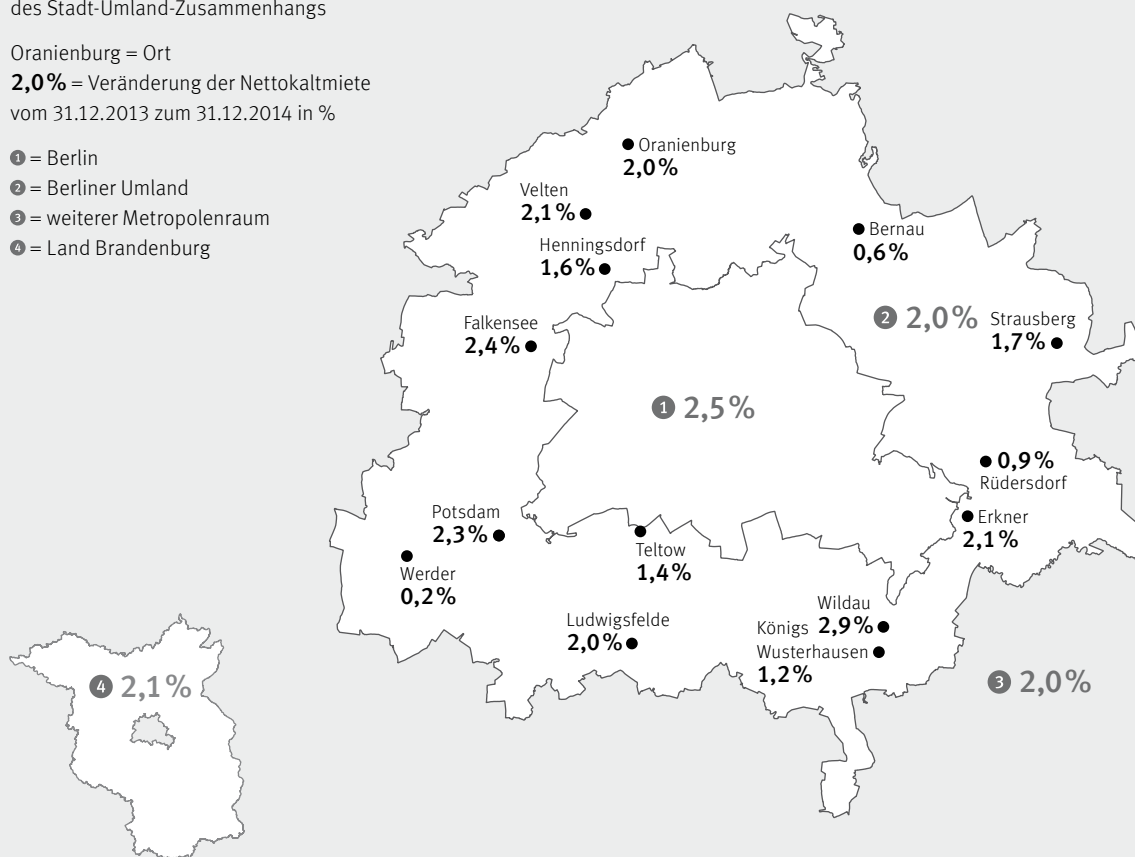 des Stadt-Umland-Zusammenhangs
Oranienburg = Ort
2,0% = Veränderung der Nettokaltmiete
vom 31.12.2013 zum 31.12.2014 in %
1 = Berlin
2 = Berliner Umland
3 = weiterer Metropolenraum
4 = Land Brandenburg
Oranienburg
2,0%
Velten
2,1%
Henningsdorf
1,6%
Bernau
0,6%
Falkensee
2,4%
2 2,0%
Strausberg
1,7%
1 2,5%
0,9%
Rüdersdorf
Potsdam
2,3%
Erkner
2,1%
Werder
0,2%
Teltow
1,4%
Ludwigsfelde
2,0%
Wildau
2,9%
Königs
Wusterhausen
1,2%
4 2,1%
3 2,0%